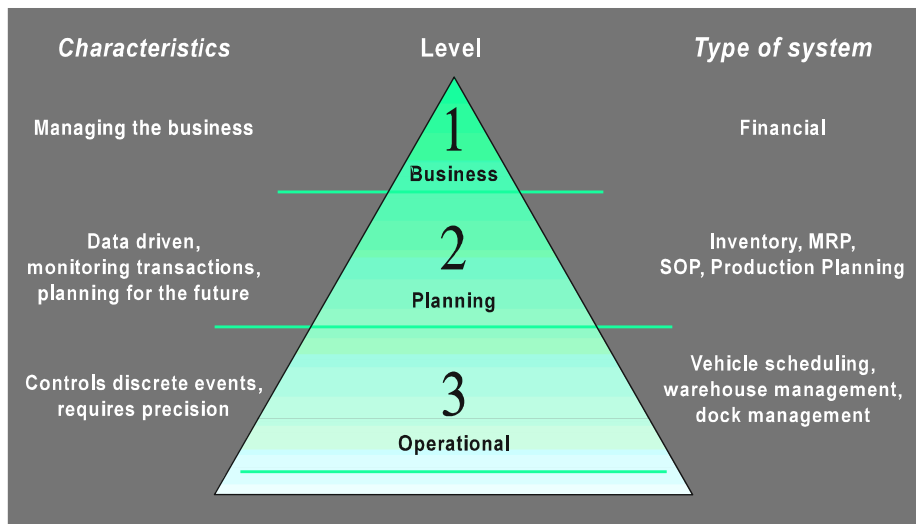 Characteristics
Level
Type of system
Managing the business
1
Business
Financial
Data driven,
monitoring transactions,
planning for the future
2
Planning
Inventory, MRP,
SOP, Production Planning
Controls discrete events,
requires precision
3
Operational
Vehicle scheduling,
warehouse management,
dock management